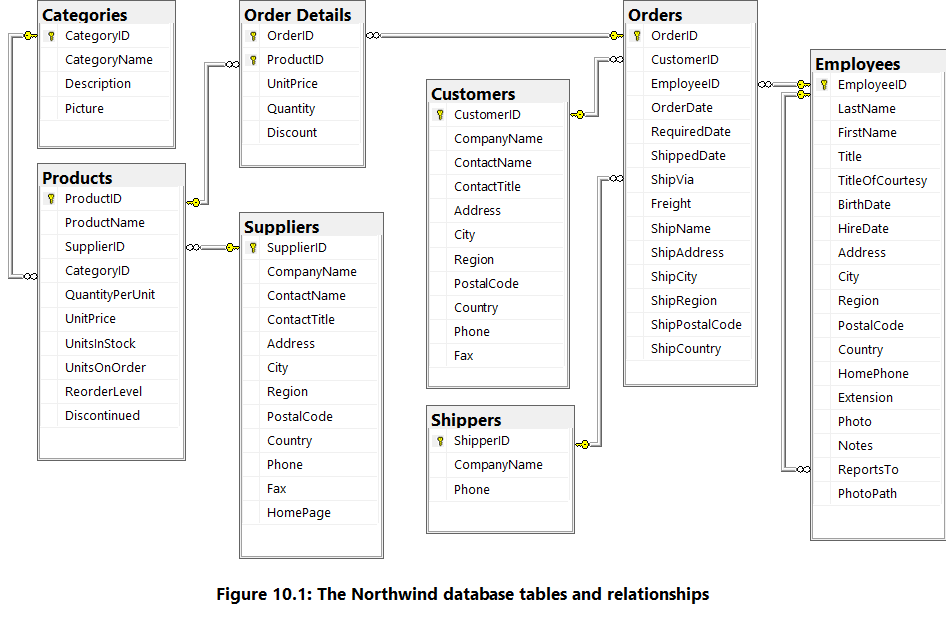 Categories
CategoryID
CategoryName
Description
Picture
Order Details
OrderID
ProductID
UnitPrice
Quantity
Discount
Orders
OrderID
CustomerID
EmployeeID
OrderDate
RequiredDate
ShippedDate
ShipVia
Freight
ShipName
ShipAddress
ShipCity
ShipRegion
ShipPostalCode
ShipCountry
Employees
EmployeeID
LastName
FirstName
Title
TitleOfCourtesy
BirthDate
HireDate
Address
City
Region
PostalCode
Country
HomePhone
Extension
Photo
Notes
ReportsTo
PhotoPath
Customers
CustomerID
CompanyName
ContactName
ContactTitle
Address
City
Region
PostalCode
Country
Phone
Fax
Products
ProductID
ProductName
SupplierID
CategoryID
QuantityPerUnit
UnitPrice
UnitsInStock
UnitsOnOrder
ReorderLevel
Discontinued
Suppliers
SupplierID
CompanyName
ContactName
ContactTitle
Address
City
Region
PostalCode
Country
Phone
Fax
HomePage
Shippers
ShipperID
CompanyName
Phone
Figure 10.1: The Northwind database tables and relationships